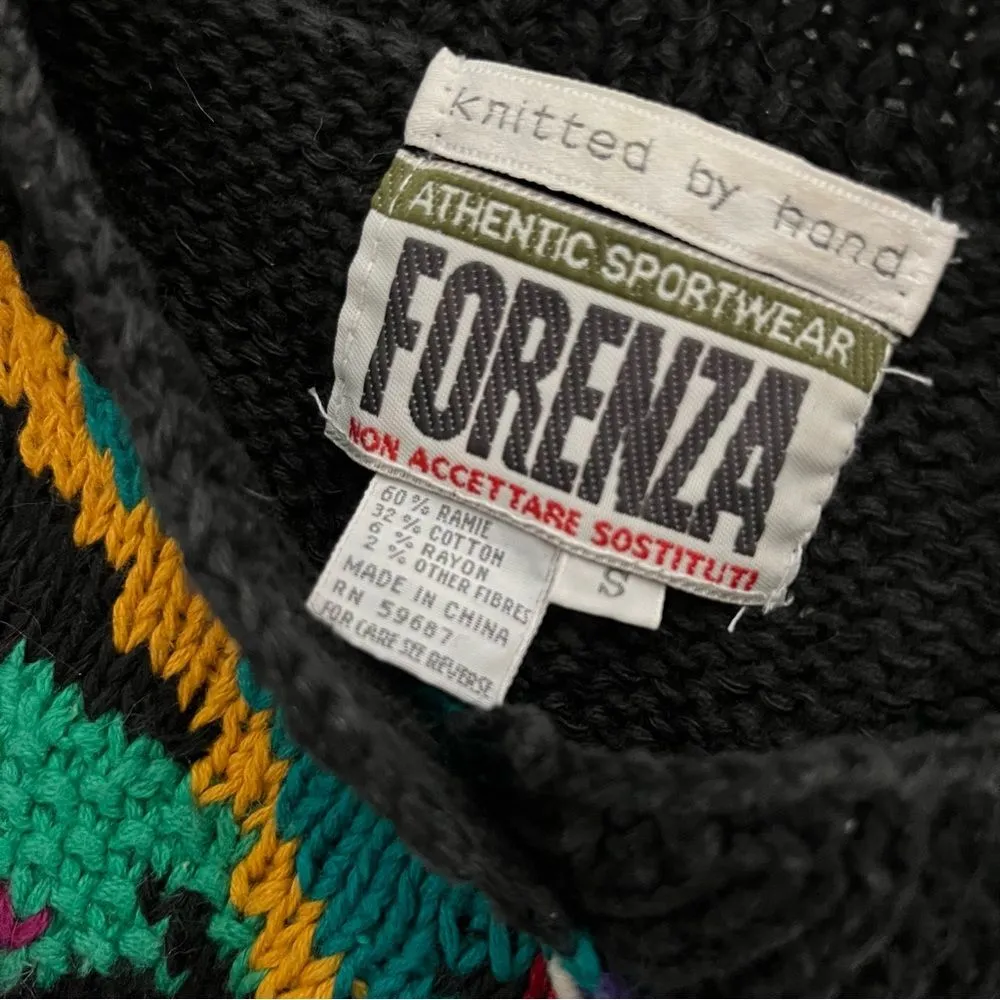 knitted by hand
ATHENTIC SPORTWEAR
FORENZA
NON ACCETTARE SOSTITUTI
60% RAMIE
32% COTTON
6% RAYON
2% OTHER FIBRES
MADE IN CHINA
RN 59687
FOR CARE SEE REVERSE
S